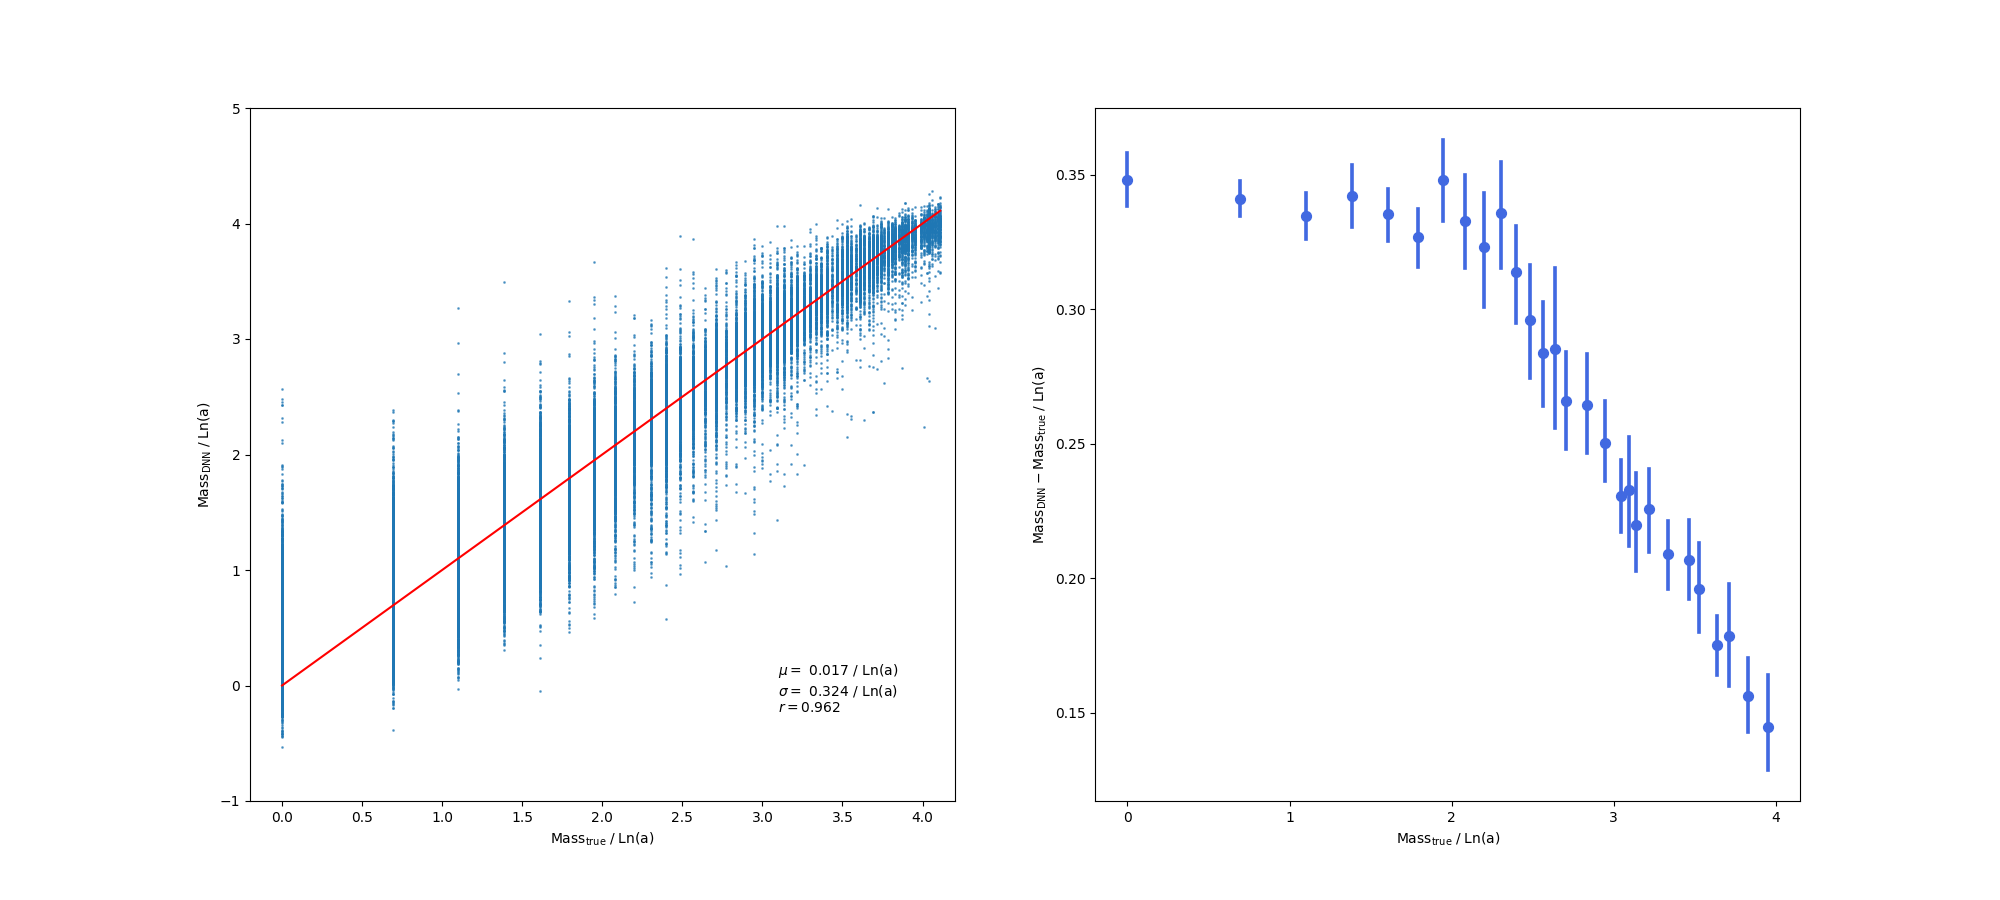 5
4
3
2
1
0
−1
Mass_DNN / Ln(a)
μ = 0.017 / Ln(a)
σ = 0.324 / Ln(a)
r = 0.962
0.0 0.5 1.0 1.5 2.0 2.5 3.0 3.5 4.0
Mass_true / Ln(a)
0.35
0.30
0.25
0.20
0.15
Mass_DNN − Mass_true / Ln(a)
0 1 2 3 4
Mass_true / Ln(a)